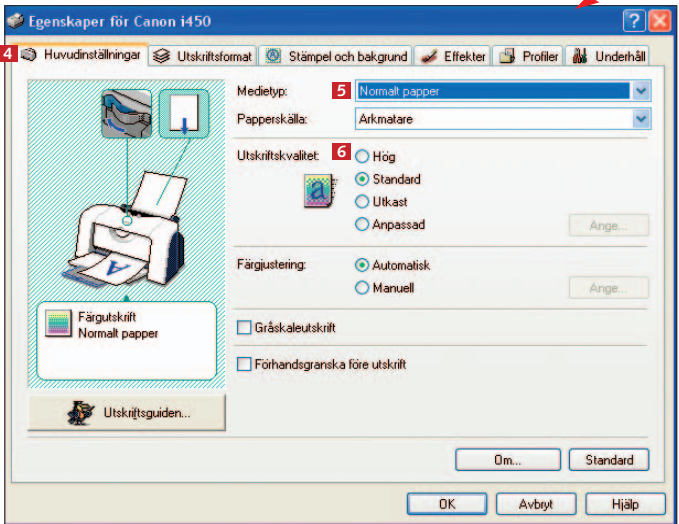 Egenskaper för Canon i450
4 Huvudinställningar Utskriftsformat Stämpel och bakgrund Effekter Profiler Underhåll
Medietyp: 5 Normalt papper
Papperskälla: Arkmatare
Utskriftskvalitet: 6 Hög
Standard
Utkast
Anpassad Ange...
Färgjustering: Automatisk
Manuell Ange...
Färgutskrift
Normalt papper
Gråskaleutskrift
Förhandsgranska före utskrift
Utskriftsguiden...
Om... Standard
OK Avbryt Hjälp